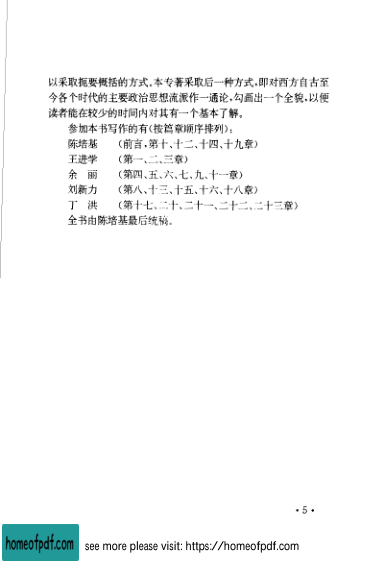 以采取扼要概括的方式。本专著采取后一种方式,即对西方自古至
今各个时代的主要政治思想流派作一通论,勾画出一个全貌,以便
读者能在较少的时间内对其有一个基本了解。
参加本书写作的有(按篇章顺序排列):
陈培基 (前言,第十、十二、十四、十九章)
王进学 (第一、二、三章)
余 丽 (第四、五、六、七、九、十一章)
刘新力 (第八、十三、十五、十六、十八章)
丁 洪 (第十七、二十、二十一、二十二、二十三章)
全书由陈培基最后统稿。
· 5 ·
homeofpdf.com
see more please visit: https://homeofpdf.com